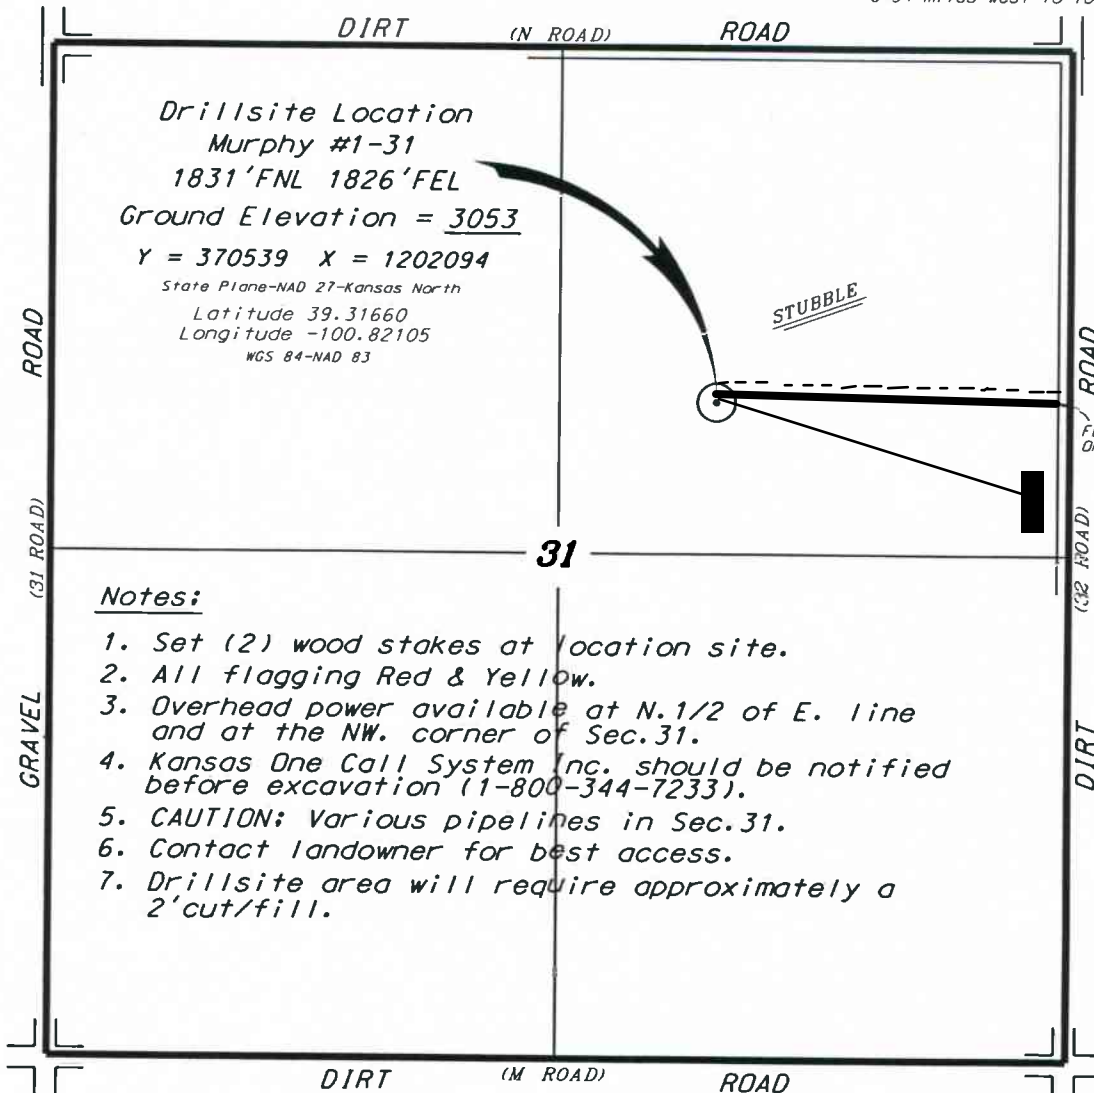 DIRT (N ROAD) ROAD
Drillsite Location
Murphy #1-31
1831'FNL 1826'FEL
Ground Elevation = 3053
Y = 370539 X = 1202094
State Plane-NAD 27-Kansas North
Latitude 39.31660
Longitude -100.82105
WGS 84-NAD 83
STUBBLE
ROAD
(31 ROAD)
GRAVEL
ROAD
(32 ROAD)
DIRT
31
Notes:
1. Set (2) wood stakes at location site.
2. All flagging Red & Yellow.
3. Overhead power available at N.1/2 of E. line
and at the NW. corner of Sec.31.
4. Kansas One Call System Inc. should be notified
before excavation (1-800-344-7233).
5. CAUTION: Various pipelines in Sec.31.
6. Contact landowner for best access.
7. Drillsite area will require approximately a
2'cut/fill.
DIRT (M ROAD) ROAD